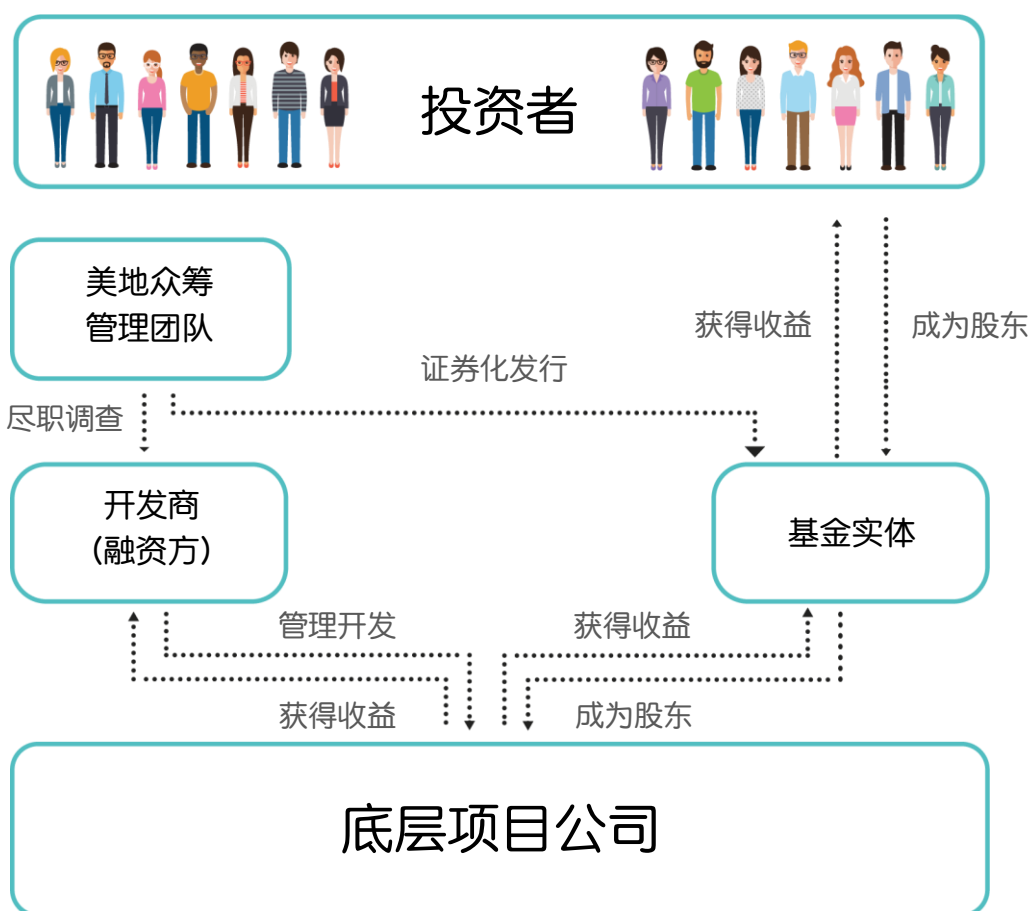 投资者
美地众筹
管理团队
获得收益
成为股东
证券化发行
尽职调查
开发商
(融资方)
基金实体
管理开发
获得收益
获得收益
成为股东
底层项目公司